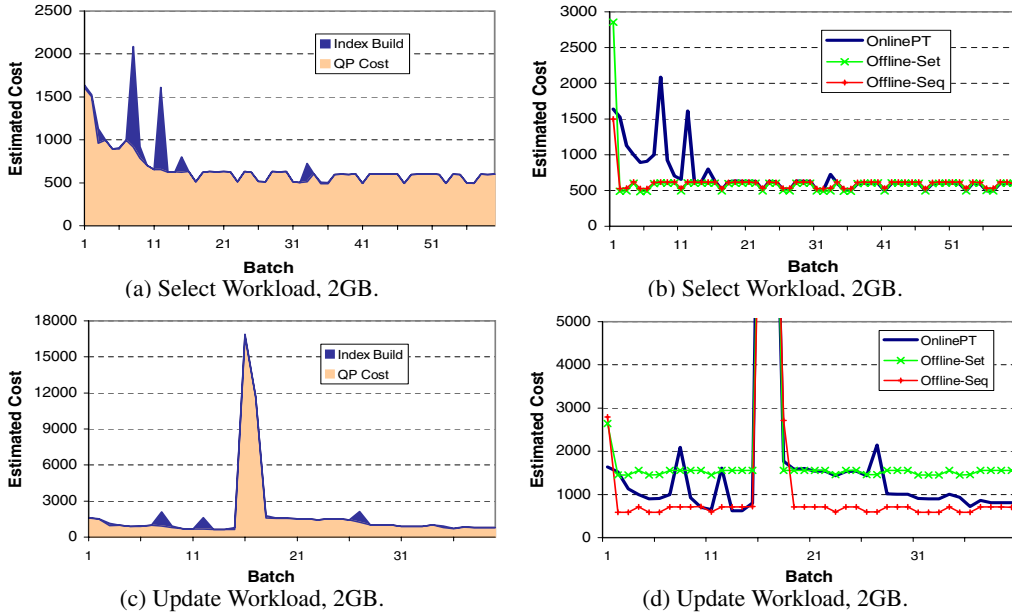 2500
2000
1500
1000
500
0
Estimated Cost
Index Build
QP Cost
1 11 21 31 41 51
Batch
(a) Select Workload, 2GB.
3000
2500
2000
1500
1000
500
0
Estimated Cost
OnlinePT
Offline-Set
Offline-Seq
1 11 21 31 41 51
Batch
(b) Select Workload, 2GB.
18000
15000
12000
9000
6000
3000
0
Estimated Cost
Index Build
QP Cost
1 11 21 31
Batch
(c) Update Workload, 2GB.
5000
4000
3000
2000
1000
0
Estimated Cost
OnlinePT
Offline-Set
Offline-Seq
1 11 21 31
Batch
(d) Update Workload, 2GB.